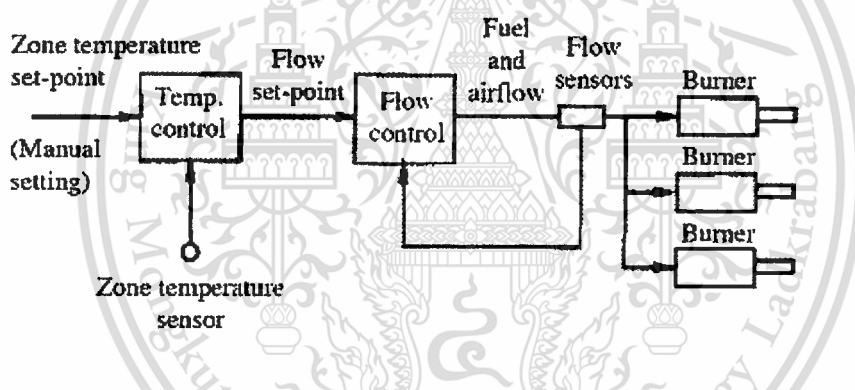 Zone temperature
set-point
(Manual
setting)
Temp.
control
Zone temperature
sensor
Flow
set-point
Flow
control
Fuel
and
airflow
Flow
sensors
Burner
Burner
Burner
Ladkrabang